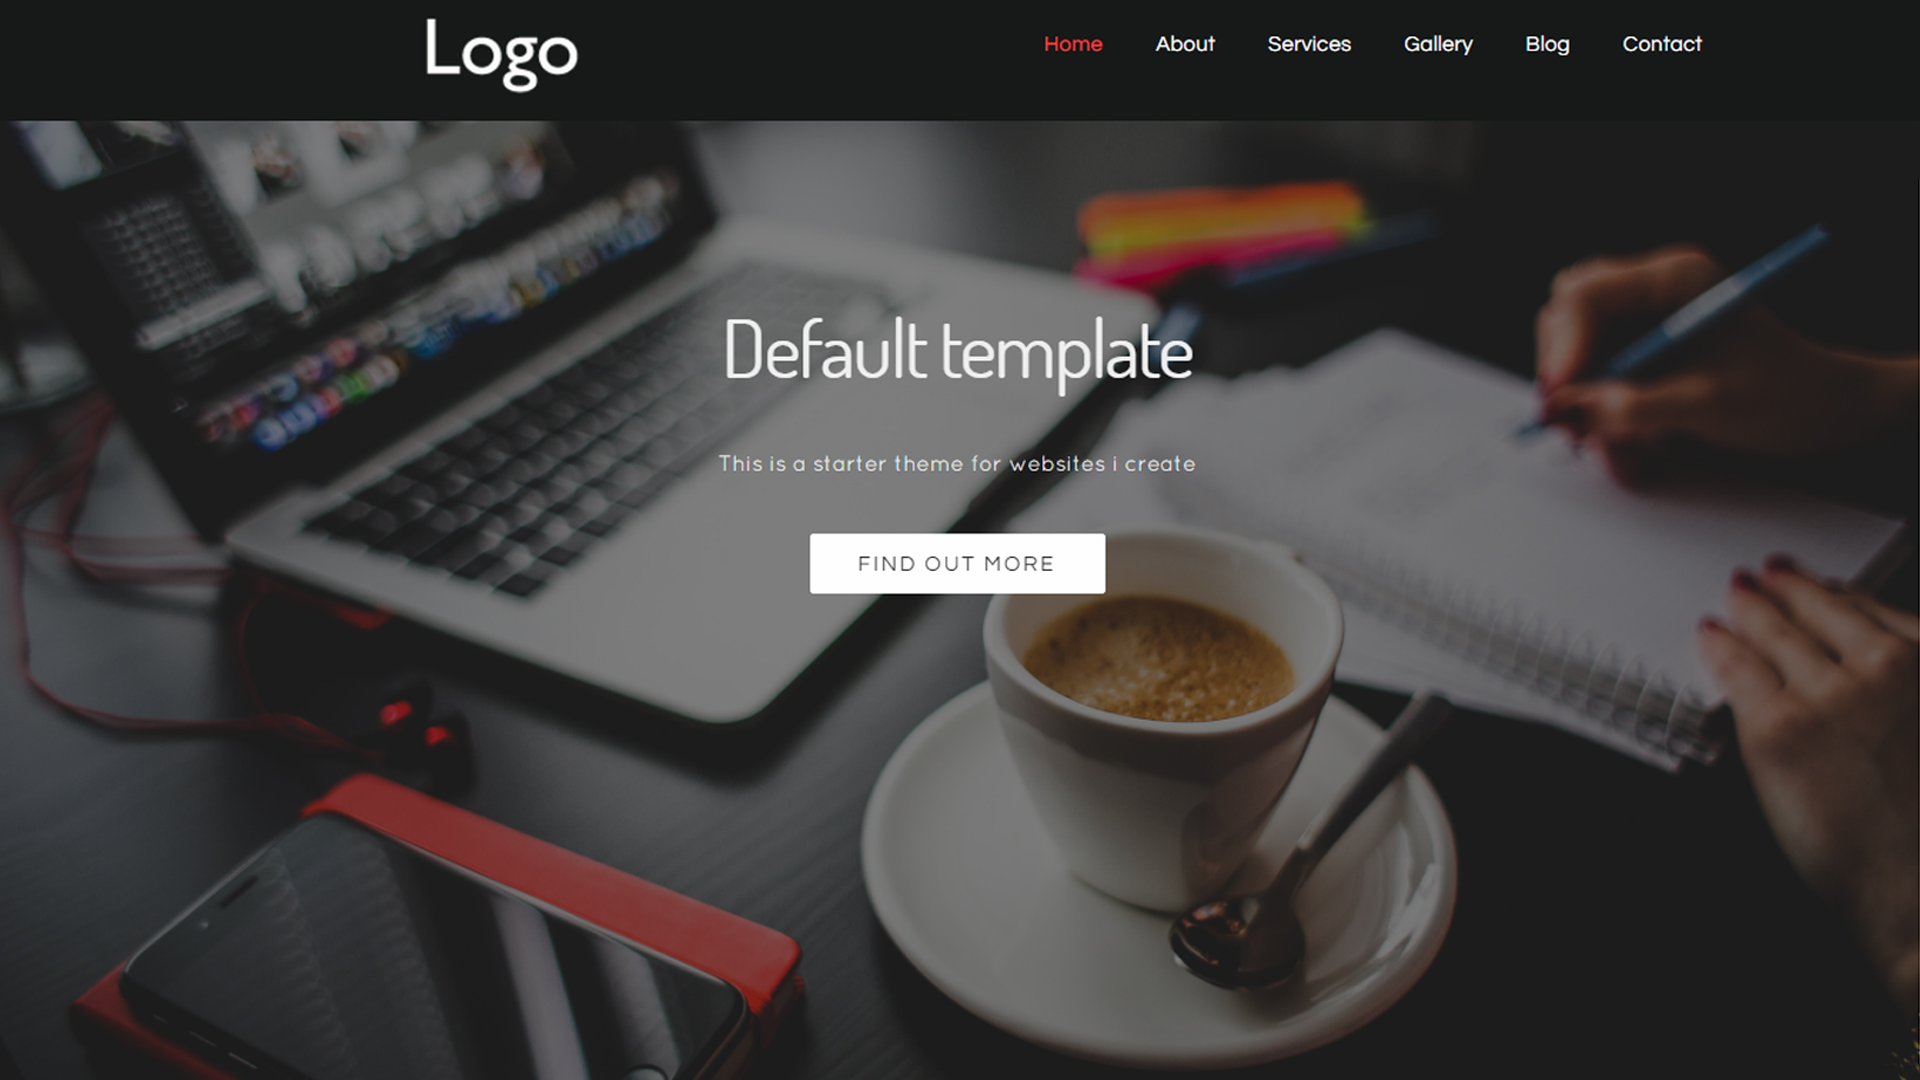 Logo
Home About Services Gallery Blog Contact
Default template
This is a starter theme for websites i create
FIND OUT MORE